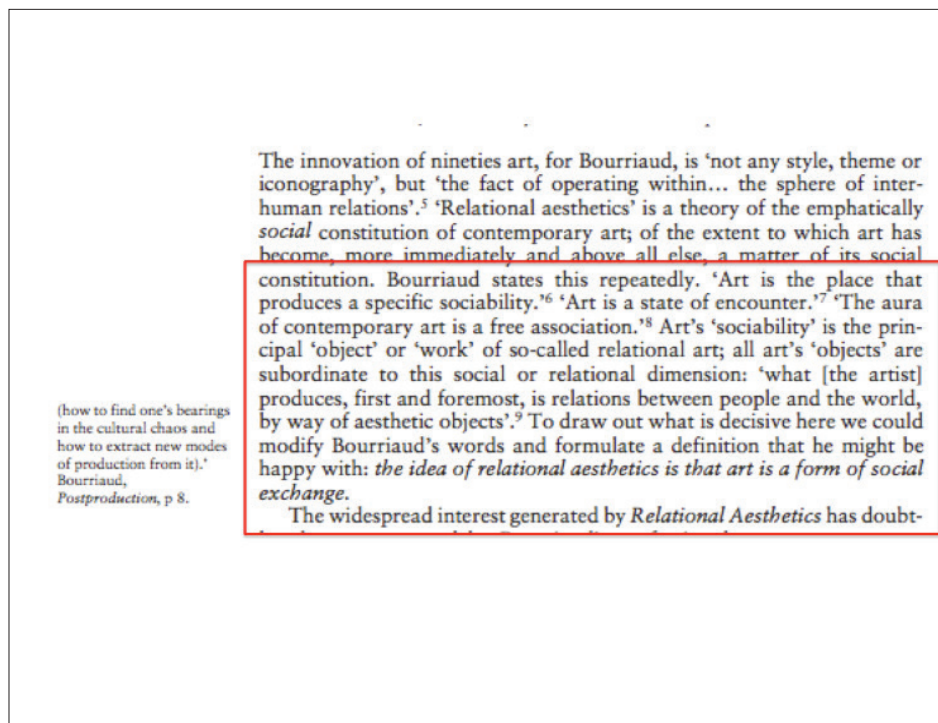 The innovation of nineties art, for Bourriaud, is ‘not any style, theme or
iconography’, but ‘the fact of operating within... the sphere of inter-
human relations’.⁵ ‘Relational aesthetics’ is a theory of the emphatically
social constitution of contemporary art; of the extent to which art has
become, more immediately and above all else, a matter of its social
constitution. Bourriaud states this repeatedly. ‘Art is the place that
produces a specific sociability.’⁶ ‘Art is a state of encounter.’⁷ ‘The aura
of contemporary art is a free association.’⁸ Art’s ‘sociability’ is the prin-
cipal ‘object’ or ‘work’ of so-called relational art; all art’s ‘objects’ are
subordinate to this social or relational dimension: ‘what [the artist]
produces, first and foremost, is relations between people and the world,
by way of aesthetic objects’.⁹ To draw out what is decisive here we could
modify Bourriaud’s words and formulate a definition that he might be
happy with: the idea of relational aesthetics is that art is a form of social
exchange.
The widespread interest generated by Relational Aesthetics has doubt-
(how to find one’s bearings
in the cultural chaos and
how to extract new modes
of production from it).’
Bourriaud,
Postproduction, p 8.